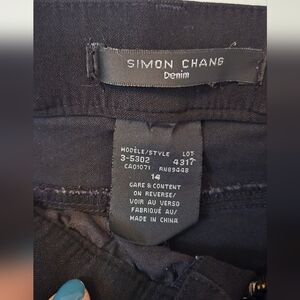 SIMON CHANG
Denim
MODÈLE/STYLE LOT
3-5302 4317
CA01071 RN89448
14
CARE & CONTENT
ON REVERSE/
VOIR AU VERSO
FABRIQUÉ AU/
MADE IN CHINA